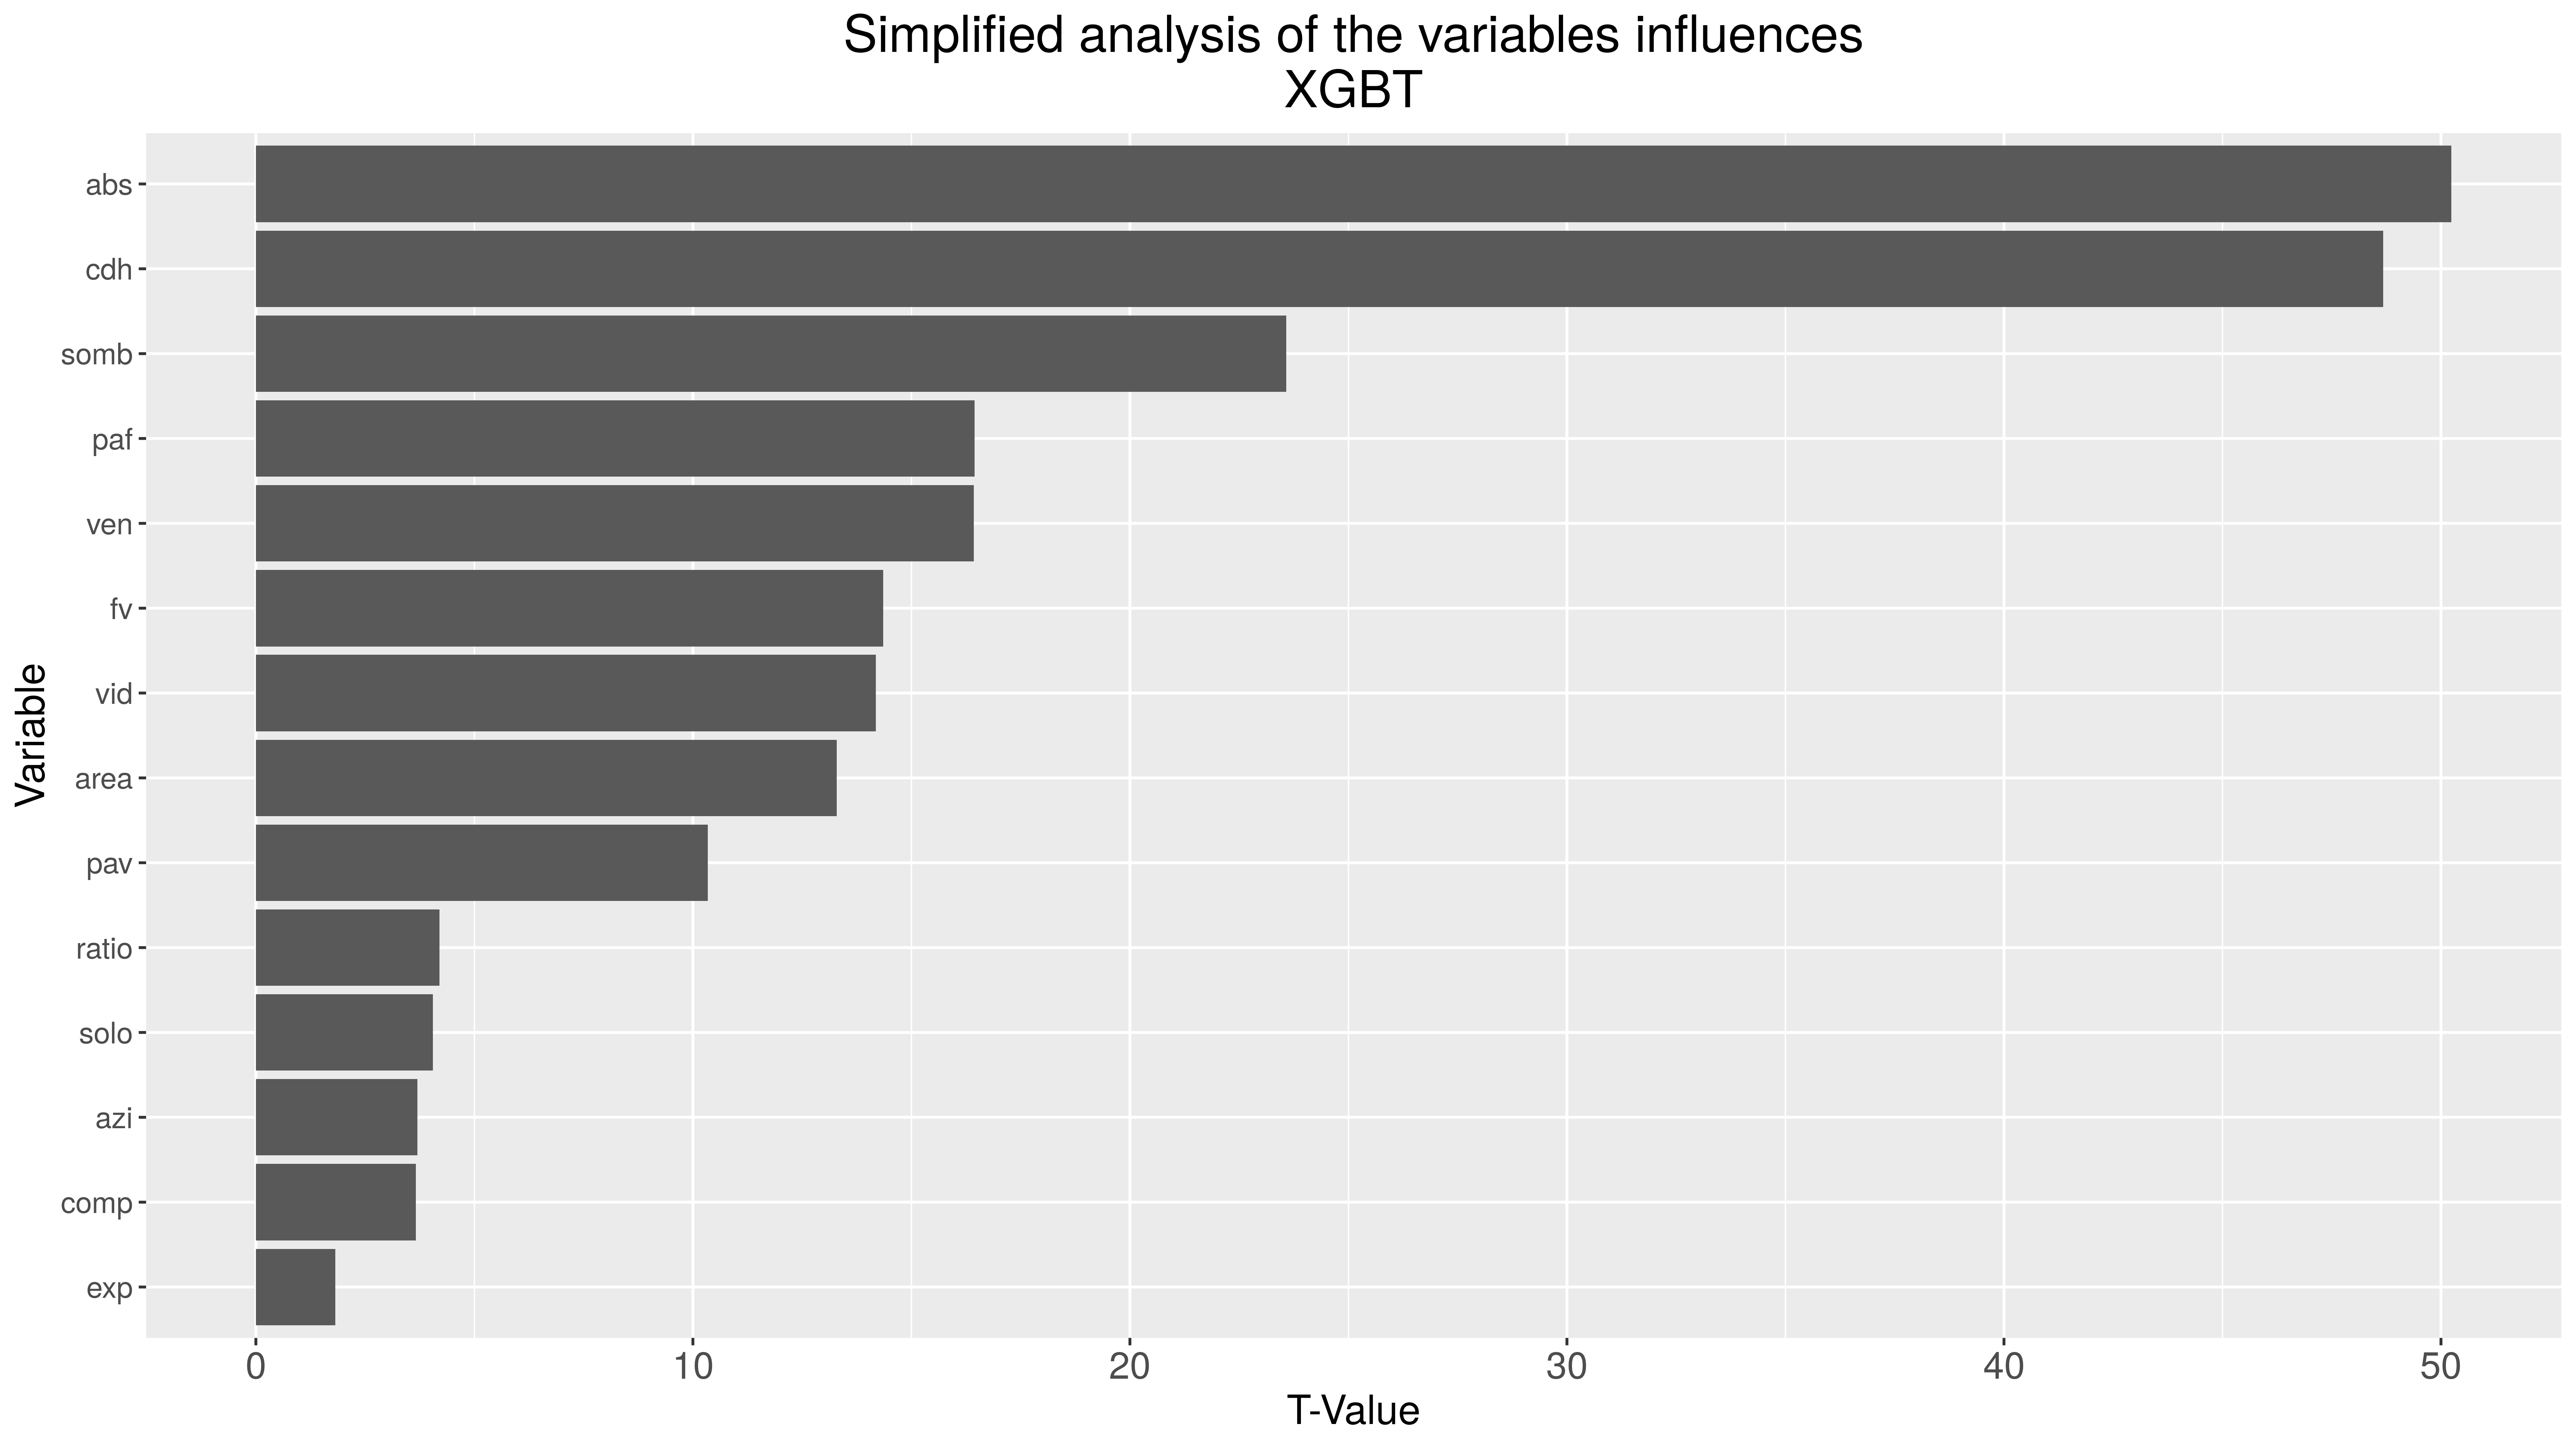 Simplified analysis of the variables influences
XGBT
Variable
abs
cdh
somb
paf
ven
fv
vid
area
pav
ratio
solo
azi
comp
exp
0 10 20 30 40 50
T-Value